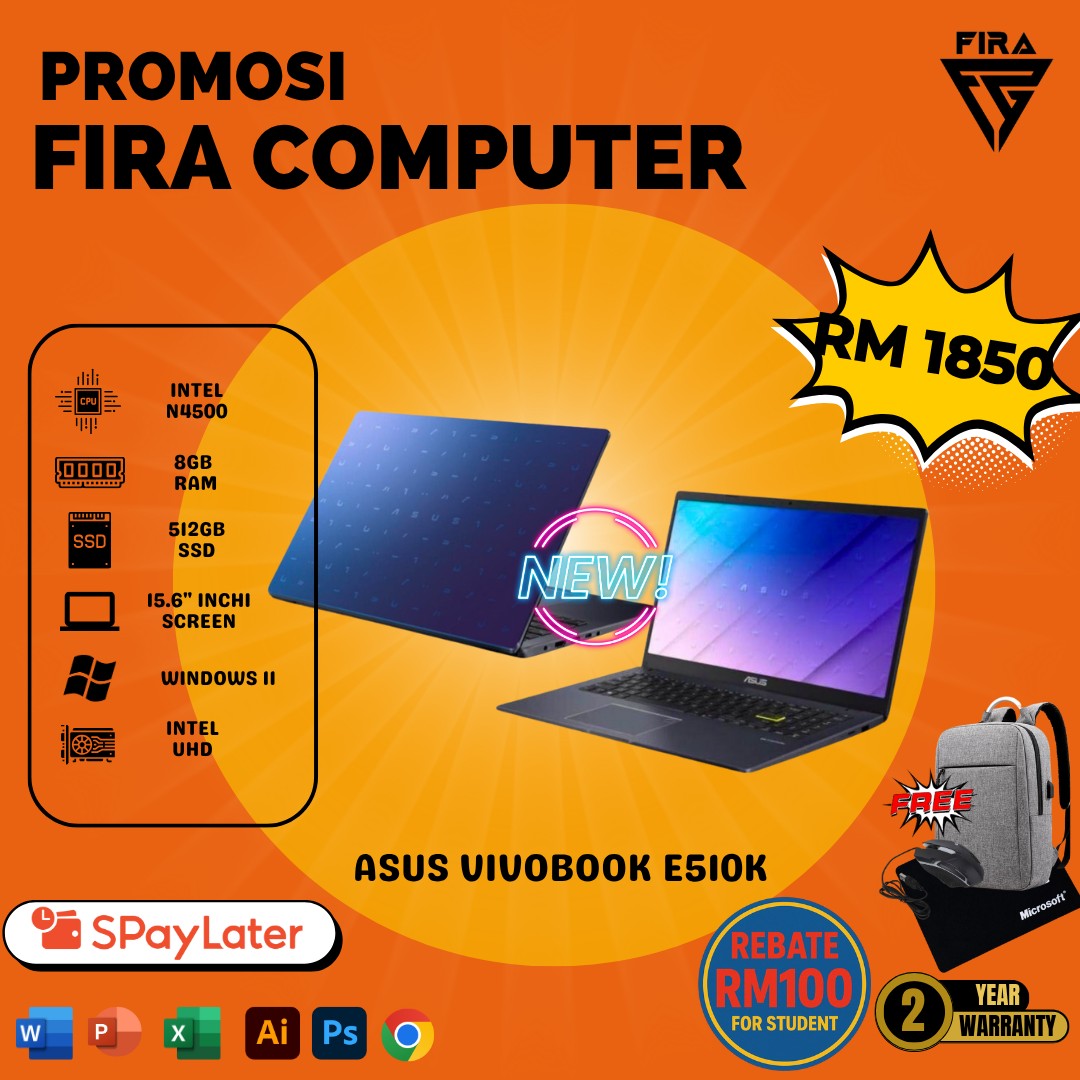 PROMOSI
FIRA COMPUTER
FIRA
RM 1850
CPU
INTEL
N4500
8GB
RAM
SSD
512GB
SSD
15.6" INCHI
SCREEN
WINDOWS 11
INTEL
UHD
NEW!
ASUS
ASUS VIVOBOOK E510K
FREE
Microsoft
SPayLater
REBATE
RM100
FOR STUDENT
2 YEAR
WARRANTY
W
P
X
Ai
Ps